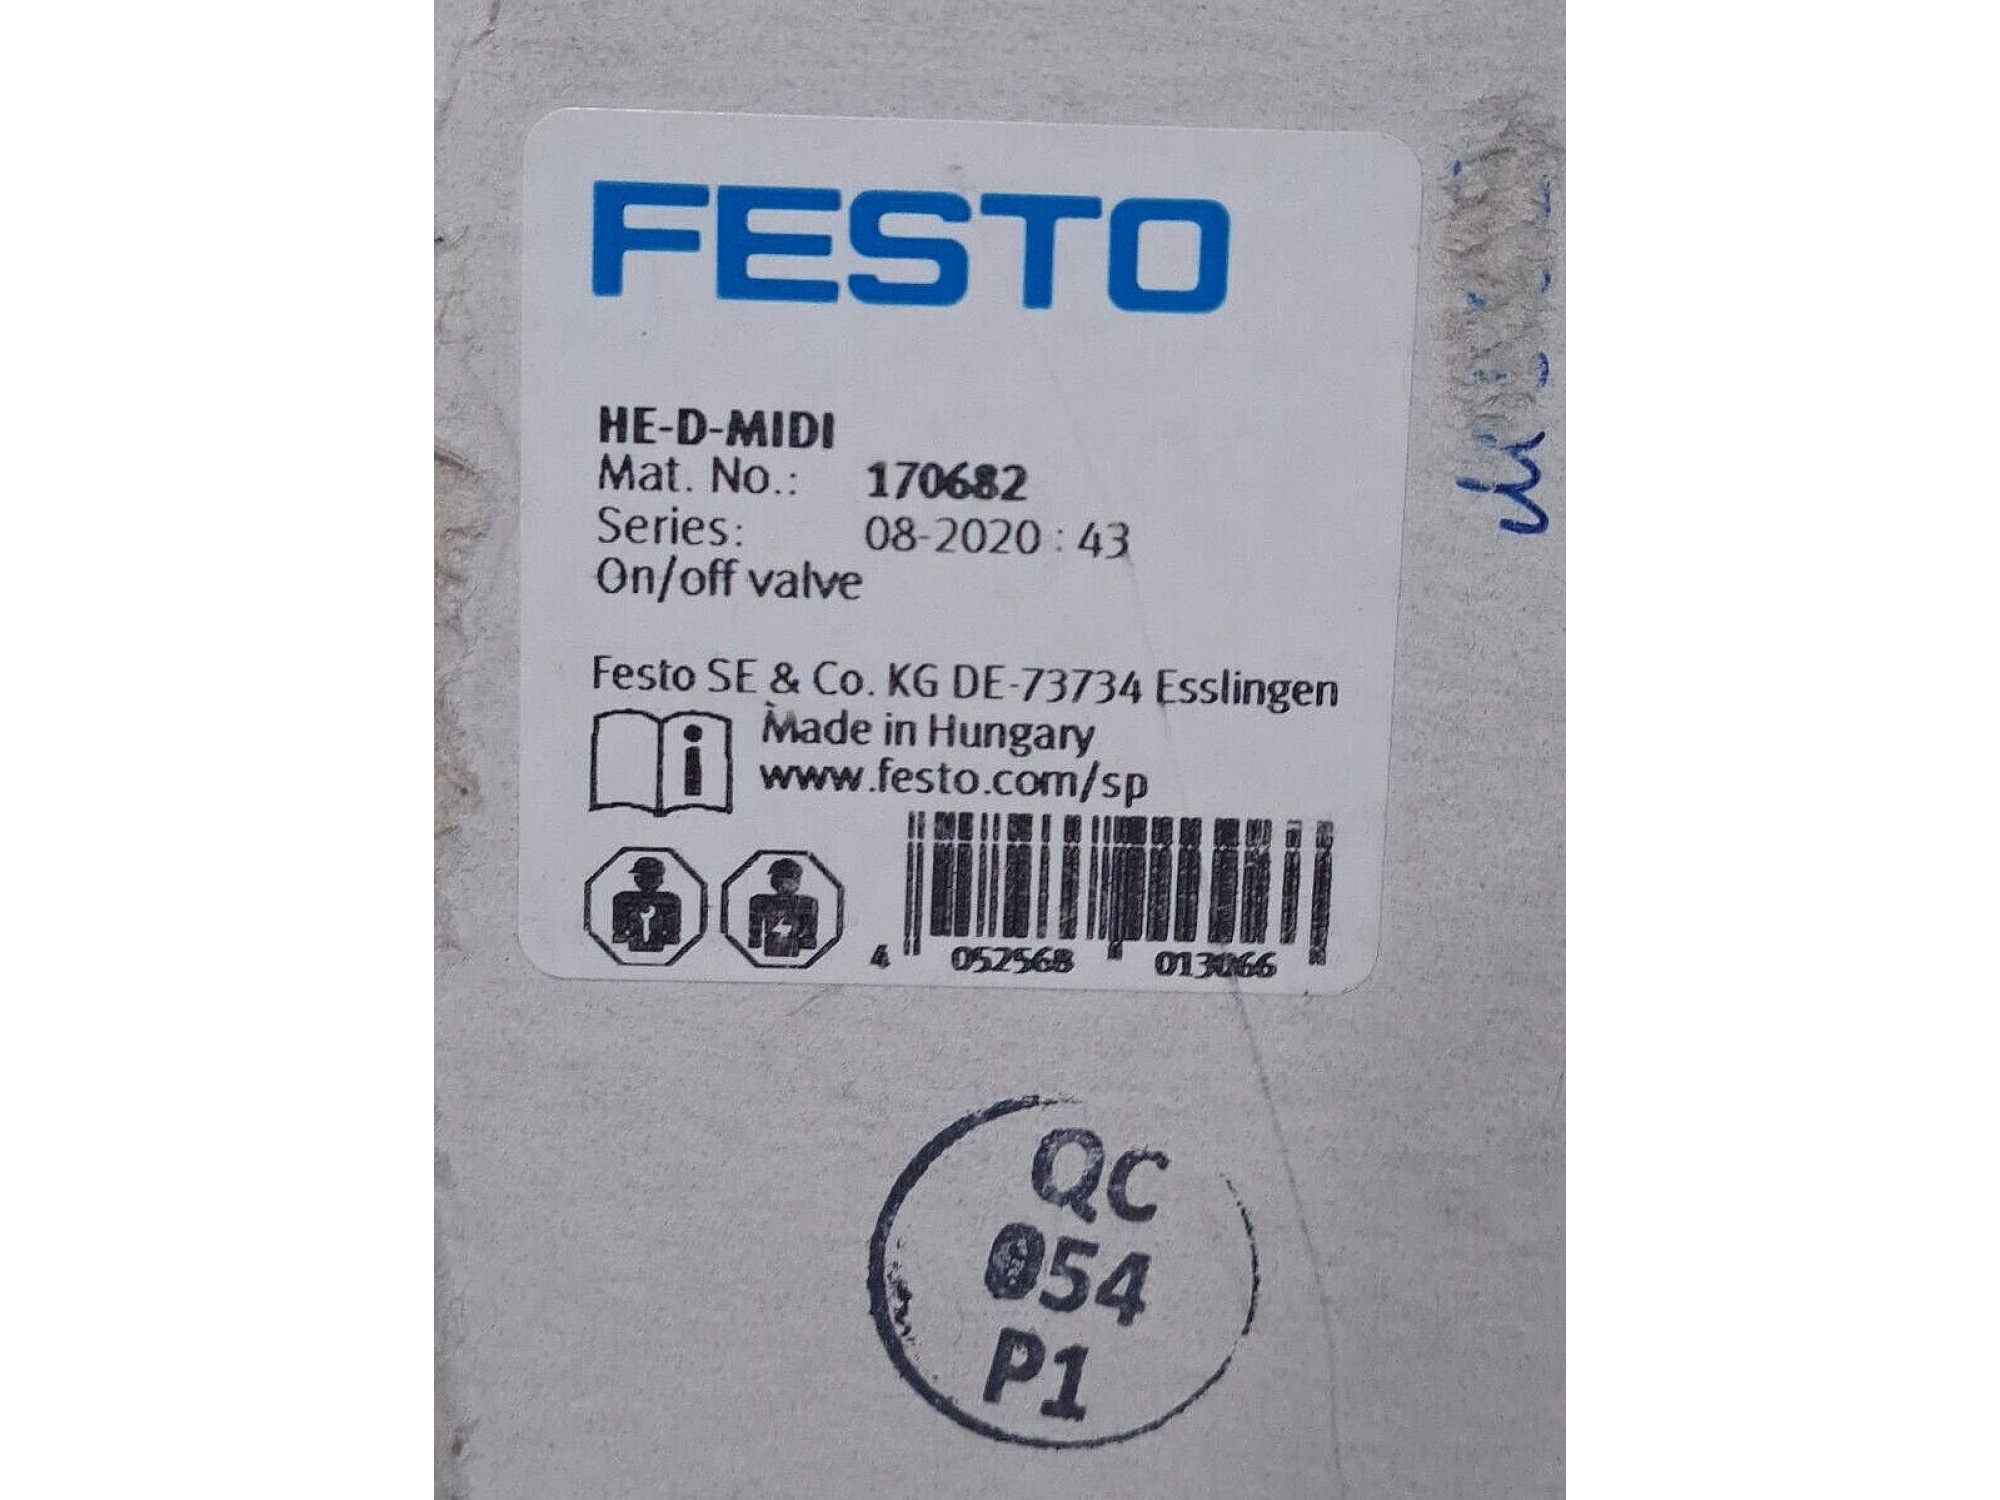 FESTO
HE-D-MIDI
Mat. No.: 170682
Series: 08-2020 : 43
On/off valve
Festo SE & Co. KG DE-73734 Esslingen
Made in Hungary
www.festo.com/sp
4 052568 013066
QC
054
P1